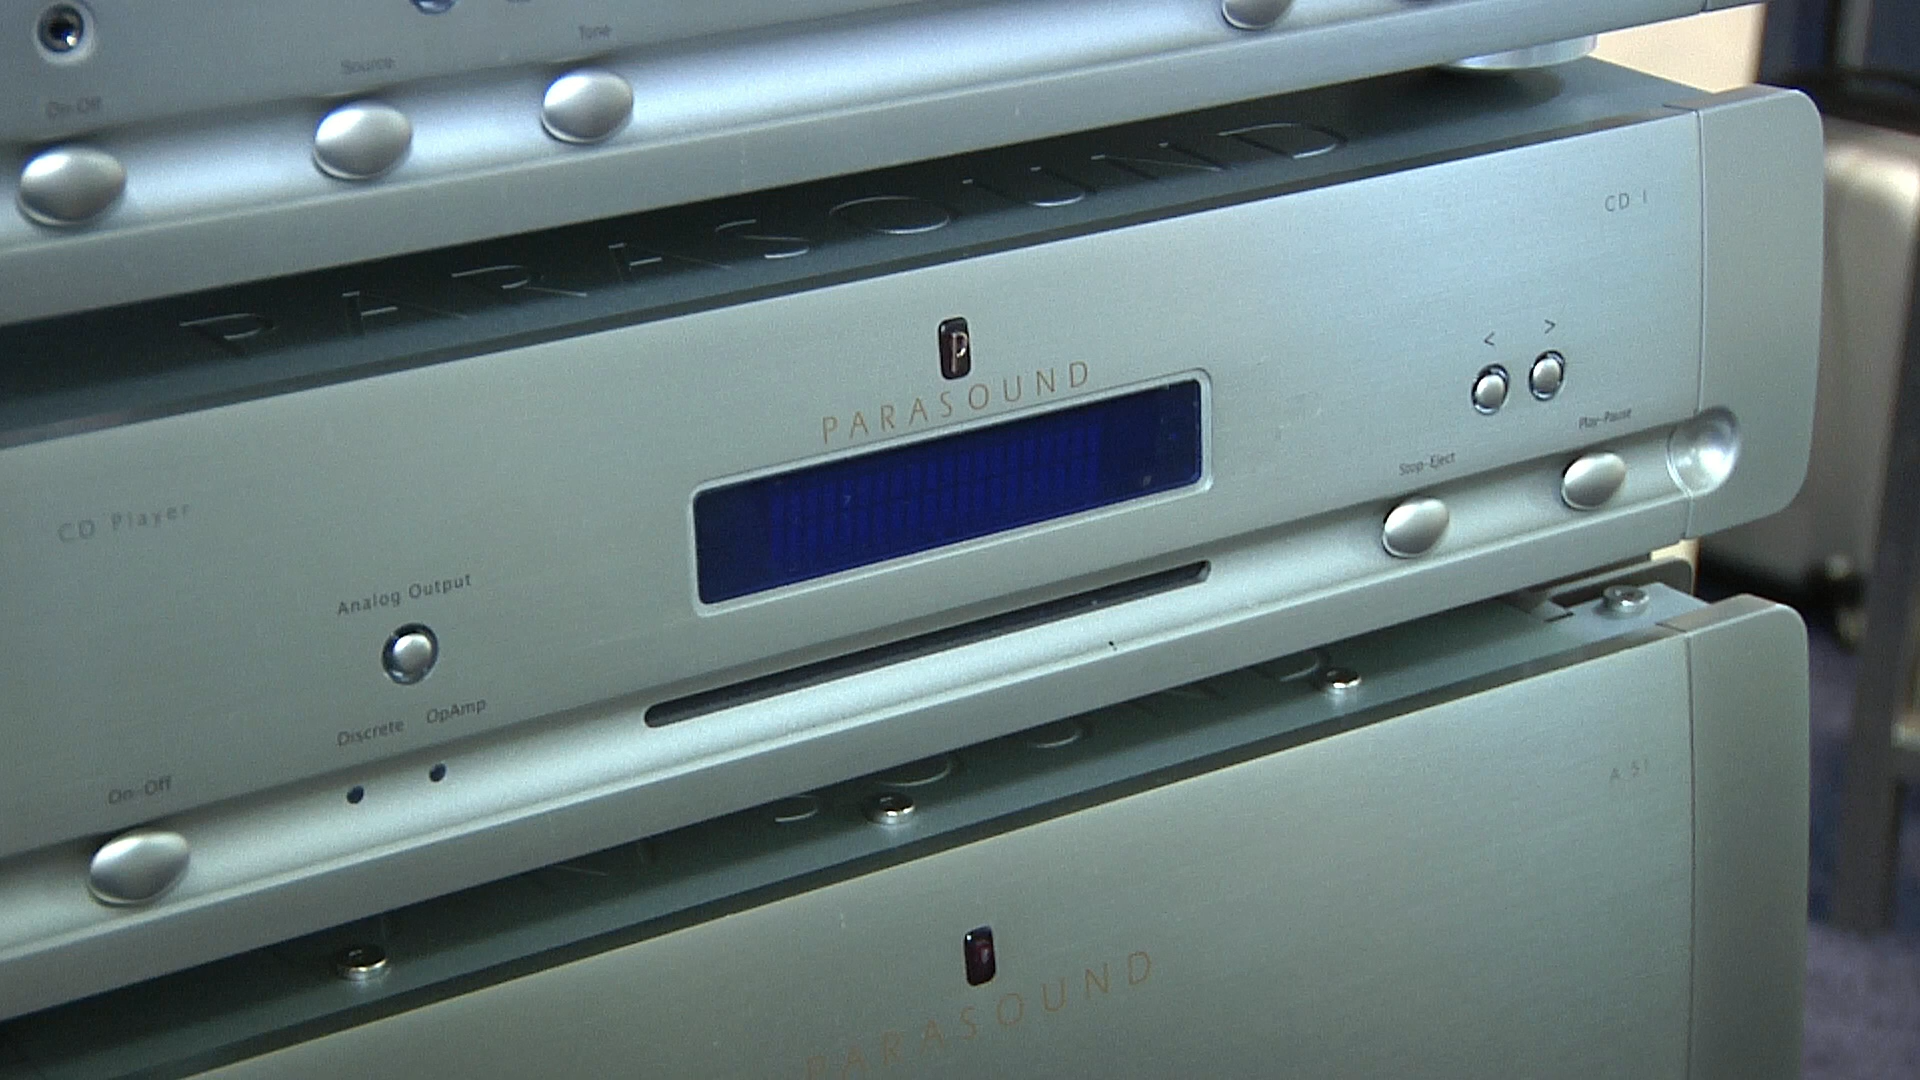 Tone
Source
On-Off
PARASOUND
CD 1
P
PARASOUND
< >
Play-Pause
Stop-Eject
CD Player
Analog Output
Discrete OpAmp
On-Off
A 51
PARASOUND